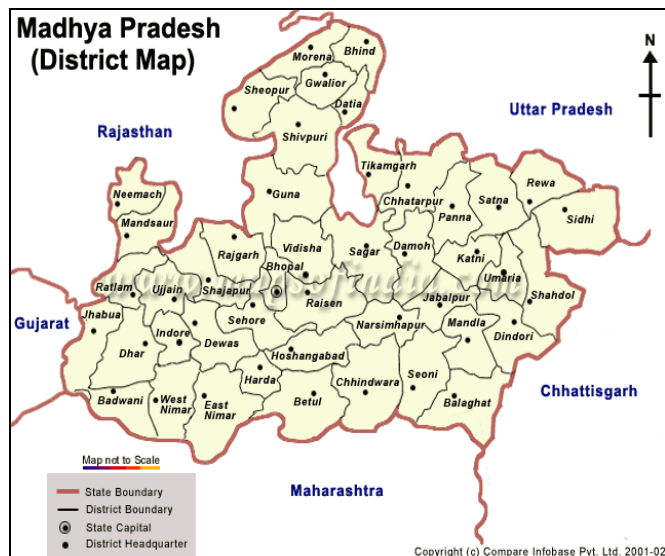 Madhya Pradesh
(District Map)
N
Bhind
Morena
Gwalior
Sheopur
Datia
Uttar Pradesh
Rajasthan
Shivpuri
Tikamgarh
Rewa
Neemach
Guna
Chhatarpur
Satna
Panna
Sidhi
Mandsaur
Vidisha
Sagar
Damoh
Rajgarh
Katni
Bhopal
www.mapsofindia.com
Umaria
Ratlam
Ujjain
Shajapur
Raisen
Jabalpur
Shahdol
Jhabua
Sehore
Narsimhapur
Mandla
Gujarat
Indore
Dindori
Dhar
Dewas
Hoshangabad
Harda
Chhindwara
Seoni
Chhattisgarh
Badwani
West
Nimar
East
Nimar
Betul
Balaghat
Map not to Scale
State Boundary
District Boundary
State Capital
District Headquarter
Maharashtra
Copyright (c) Compare Infobase Pvt. Ltd. 2001-02